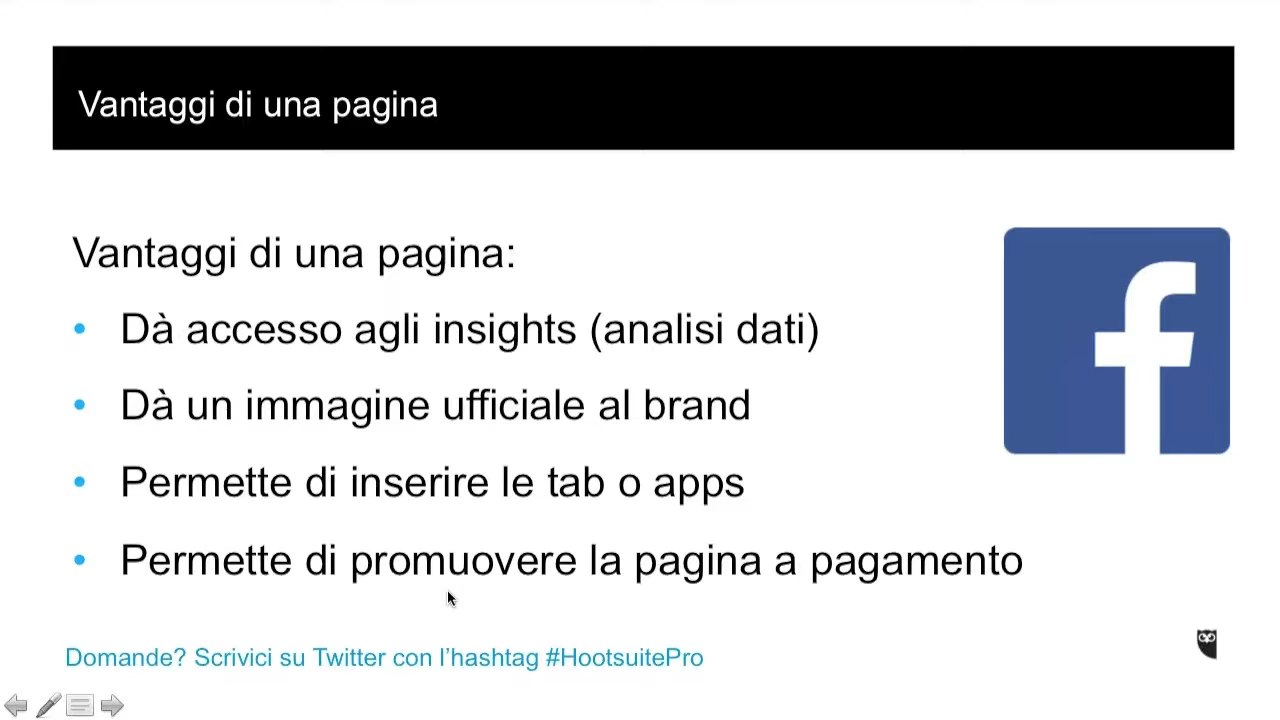 Vantaggi di una pagina
Vantaggi di una pagina:
• Dà accesso agli insights (analisi dati)
• Dà un immagine ufficiale al brand
• Permette di inserire le tab o apps
• Permette di promuovere la pagina a pagamento
Domande? Scrivici su Twitter con l’hashtag #HootsuitePro